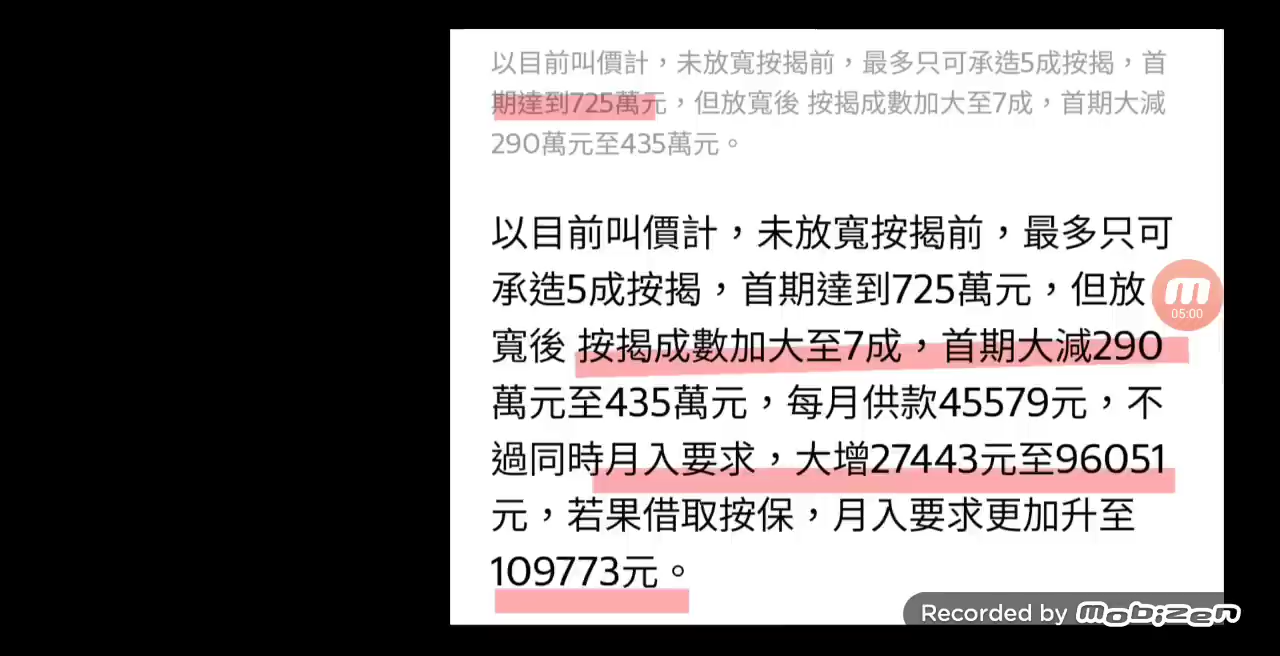 以目前叫價計，未放寬按揭前，最多只可承造5成按揭，首
期達到725萬元，但放寬後 按揭成數加大至7成，首期大減
290萬元至435萬元。
以目前叫價計，未放寬按揭前，最多只可
承造5成按揭，首期達到725萬元，但放
寬後 按揭成數加大至7成，首期大減290
萬元至435萬元，每月供款45579元，不
過同時月入要求，大增27443元至96051
元，若果借取按保，月入要求更加升至
109773元。
05:00
Recorded by mobizen